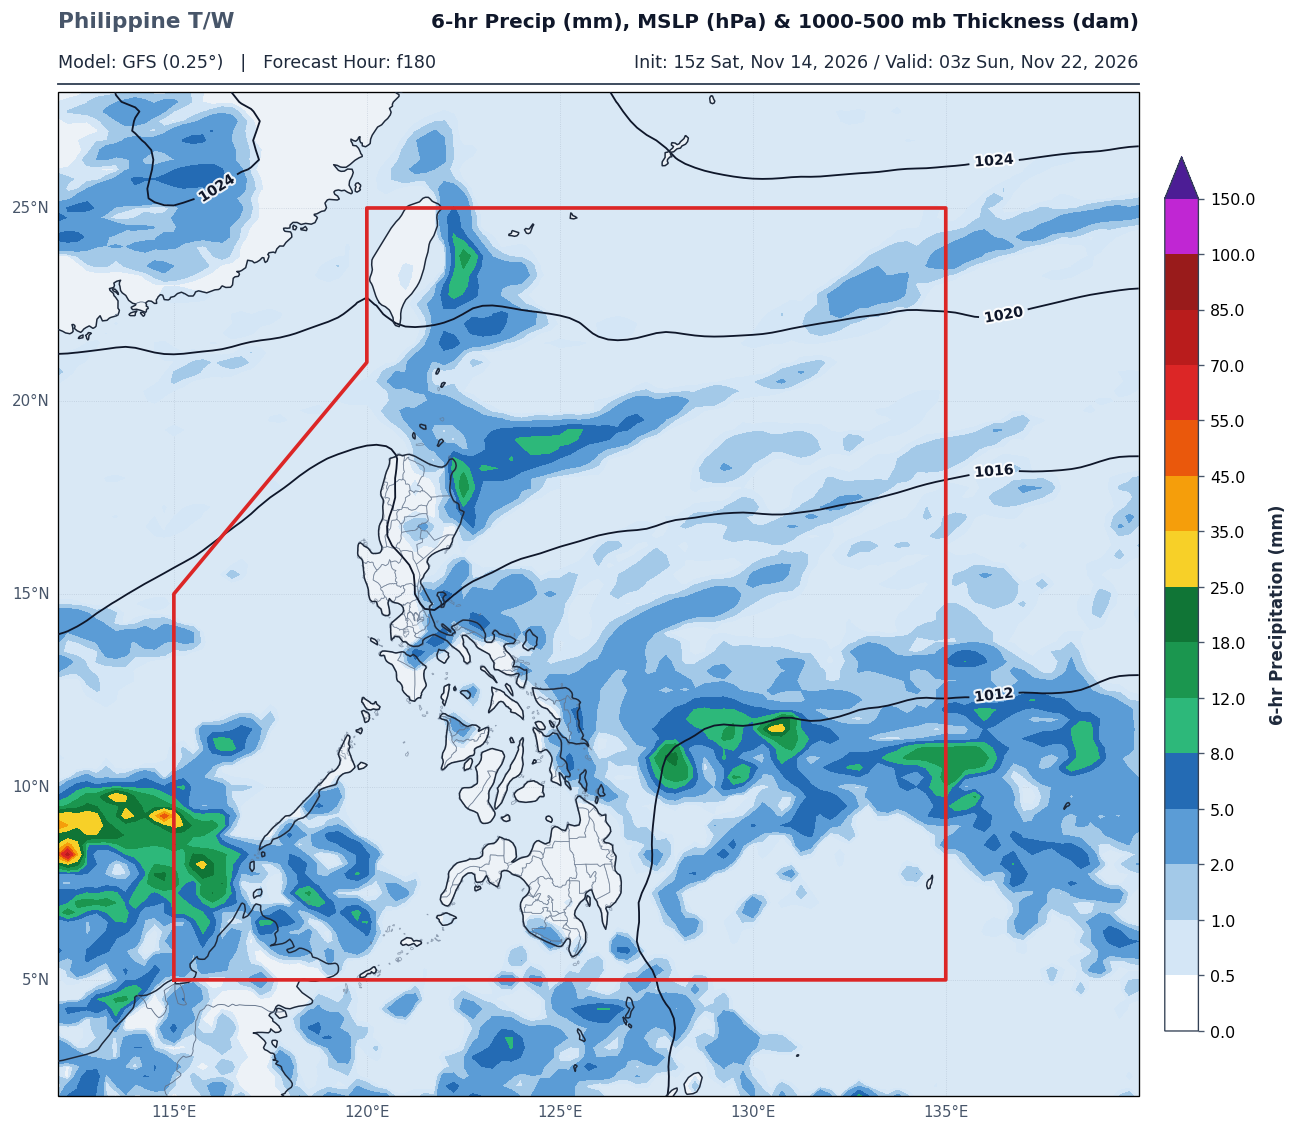 Philippine T/W
6-hr Precip (mm), MSLP (hPa) & 1000-500 mb Thickness (dam)
Model: GFS (0.25°) | Forecast Hour: f180
Init: 15z Sat, Nov 14, 2026 / Valid: 03z Sun, Nov 22, 2026
1024
1024
1020
1016
1012
25°N
20°N
15°N
10°N
5°N
115°E
120°E
125°E
130°E
135°E
150.0
100.0
85.0
70.0
55.0
45.0
35.0
25.0
18.0
12.0
8.0
5.0
2.0
1.0
0.5
0.0
6-hr Precipitation (mm)